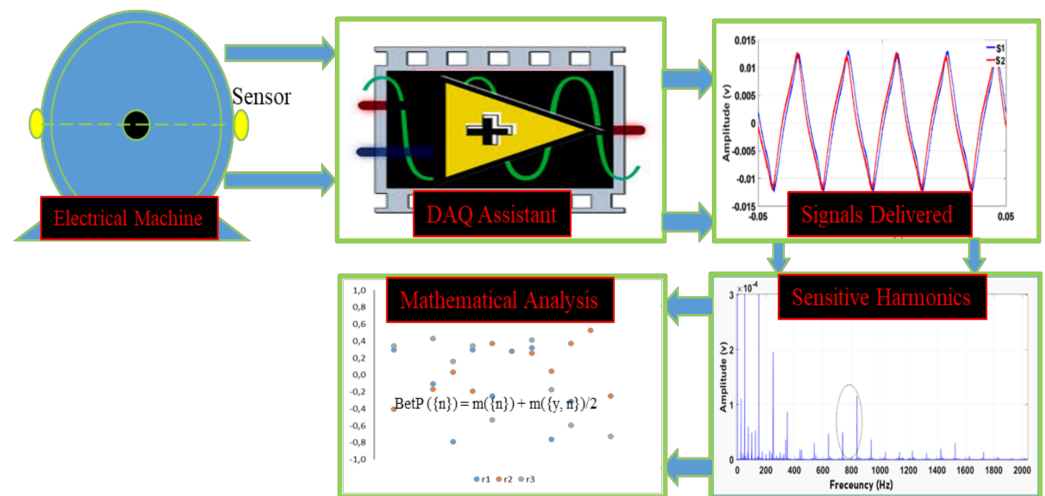 Sensor
Electrical Machine
DAQ Assistant
0.015
0.01
0.005
0
-0.005
-0.01
-0.015
Amplitude (v)
S1
S2
-0.05
0.05
Signals Delivered
Mathematical Analysis
1,0
0,8
0,6
0,4
0,2
0,0
-0,2
-0,4
-0,6
-0,8
-1,0
BetP ({n}) = m({n}) + m({y, n})/2
r1 r2 r3
Sensitive Harmonics
×10⁻⁴
3
2
1
0
Amplitude (v)
0 200 400 600 800 1000 1200 1400 1600 1800 2000
Freceuncy (Hz)